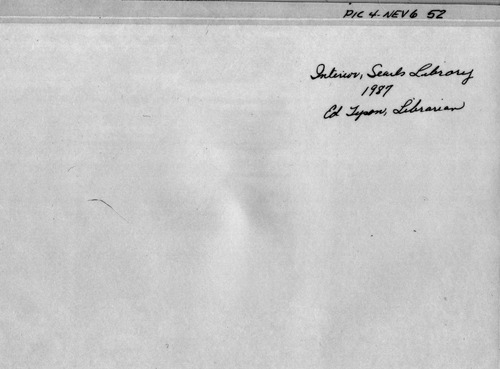 PIC 4-NEV6 52
Interior, Searls Library
1987
Ed Tyson, Librarian